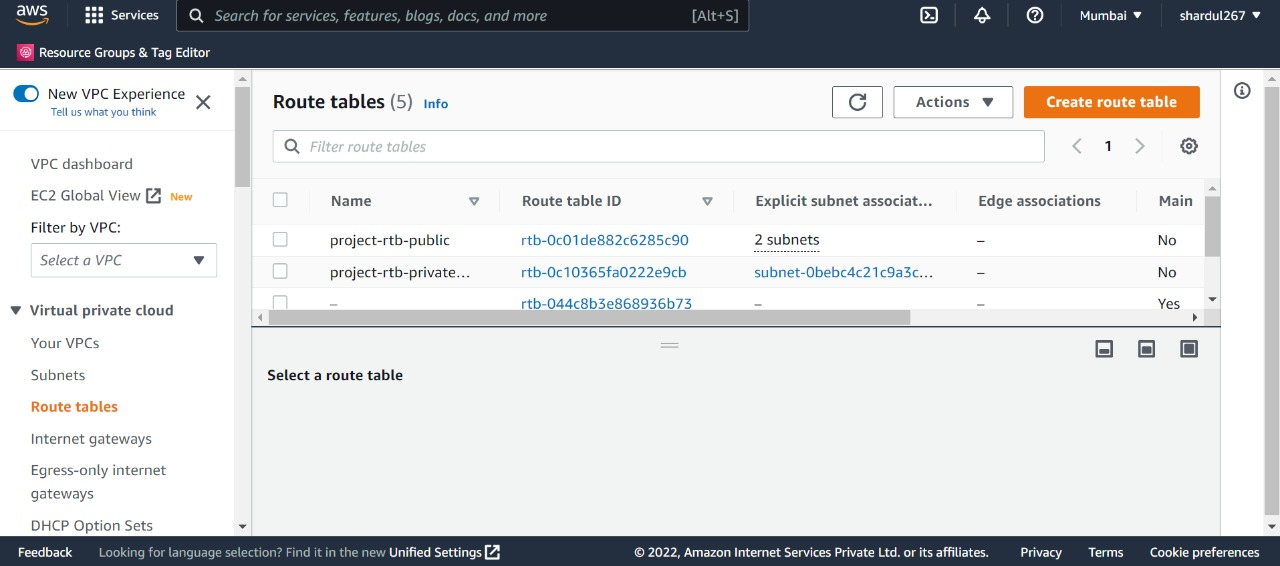 aws
Services
Search for services, features, blogs, docs, and more
[Alt+S]
Mumbai
shardul267
Resource Groups & Tag Editor
New VPC Experience
Tell us what you think
VPC dashboard
EC2 Global View New
Filter by VPC:
Select a VPC
Virtual private cloud
Your VPCs
Subnets
Route tables
Internet gateways
Egress-only internet
gateways
DHCP Option Sets
Route tables (5) Info
Actions
Create route table
Filter route tables
1
Name Route table ID Explicit subnet associat... Edge associations Main
project-rtb-public rtb-0c01de882c6285c90 2 subnets – No
project-rtb-private... rtb-0c10365fa0222e9cb subnet-0bebc4c21c9a3c... – No
– rtb-044c8b3e868936b73 – – Yes
Select a route table
Feedback Looking for language selection? Find it in the new Unified Settings © 2022, Amazon Internet Services Private Ltd. or its affiliates. Privacy Terms Cookie preferences